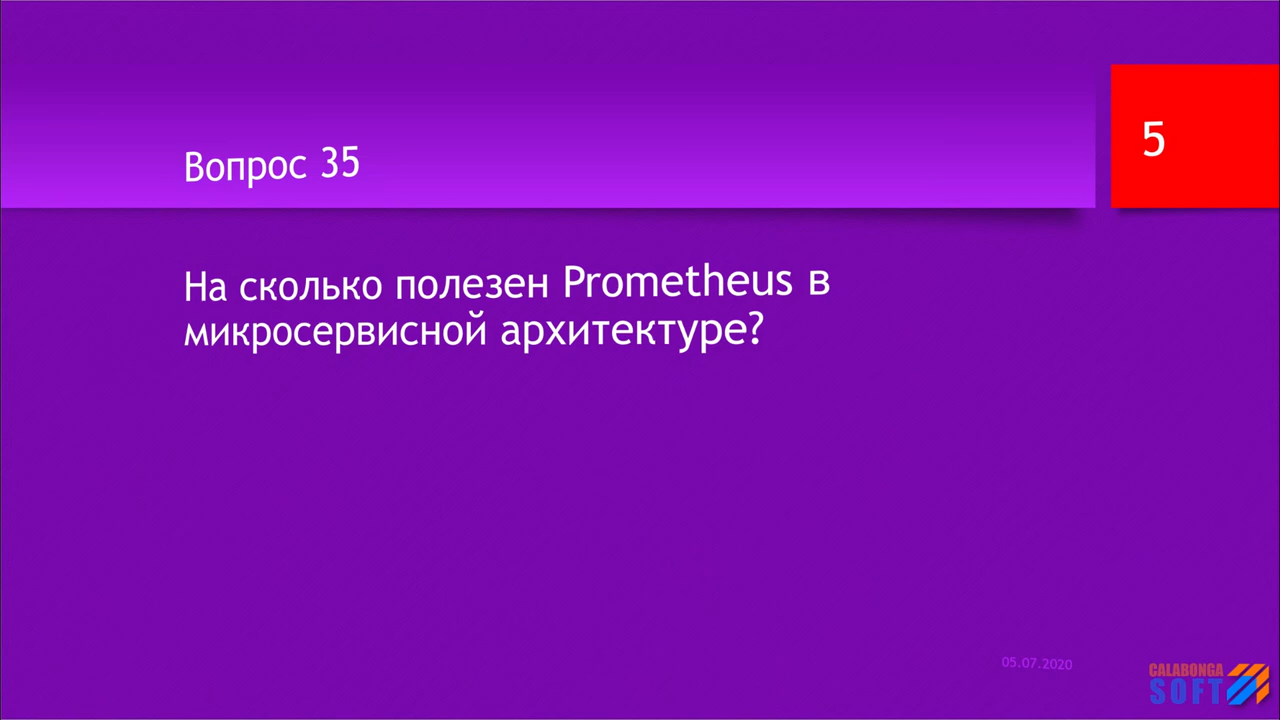 Вопрос 35
5
На сколько полезен Prometheus в
микросервисной архитектуре?
05.07.2020
CALABONGA
SOFT